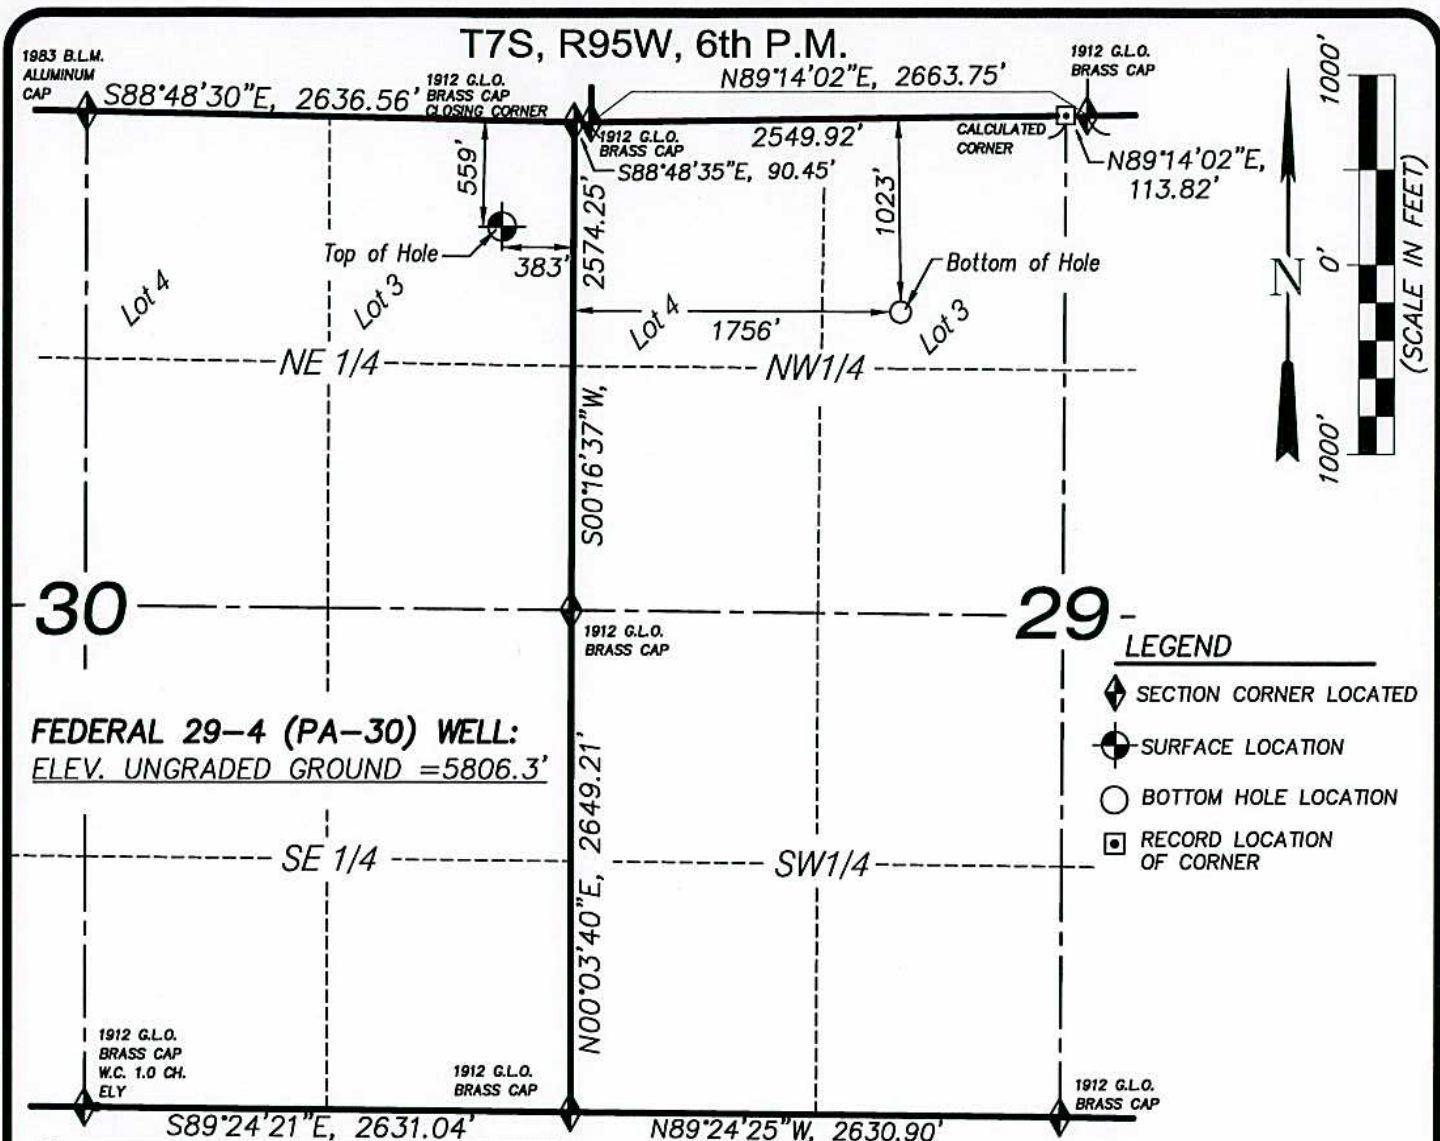 T7S, R95W, 6th P.M.
1983 B.L.M.
ALUMINUM
CAP
S88°48'30"E, 2636.56'
1912 G.L.O.
BRASS CAP
CLOSING CORNER
N89°14'02"E, 2663.75'
1912 G.L.O.
BRASS CAP
1912 G.L.O.
BRASS CAP
2549.92'
CALCULATED
CORNER
S88°48'35"E, 90.45'
N89°14'02"E,
113.82'
559'
1023'
Top of Hole
383'
Bottom of Hole
1756'
Lot 4
Lot 3
Lot 4
Lot 3
NE 1/4
NW1/4
S00°16'37"W, 2574.25'
1000'
0'
1000'
(SCALE IN FEET)
N
30
29
1912 G.L.O.
BRASS CAP
LEGEND
SECTION CORNER LOCATED
SURFACE LOCATION
BOTTOM HOLE LOCATION
RECORD LOCATION
OF CORNER
FEDERAL 29-4 (PA-30) WELL:
ELEV. UNGRADED GROUND =5806.3'
N00°03'40"E, 2649.21'
SE 1/4
SW1/4
1912 G.L.O.
BRASS CAP
W.C. 1.0 CH.
ELY
1912 G.L.O.
BRASS CAP
1912 G.L.O.
BRASS CAP
S89°24'21"E, 2631.04'
N89°24'25"W, 2630.90'